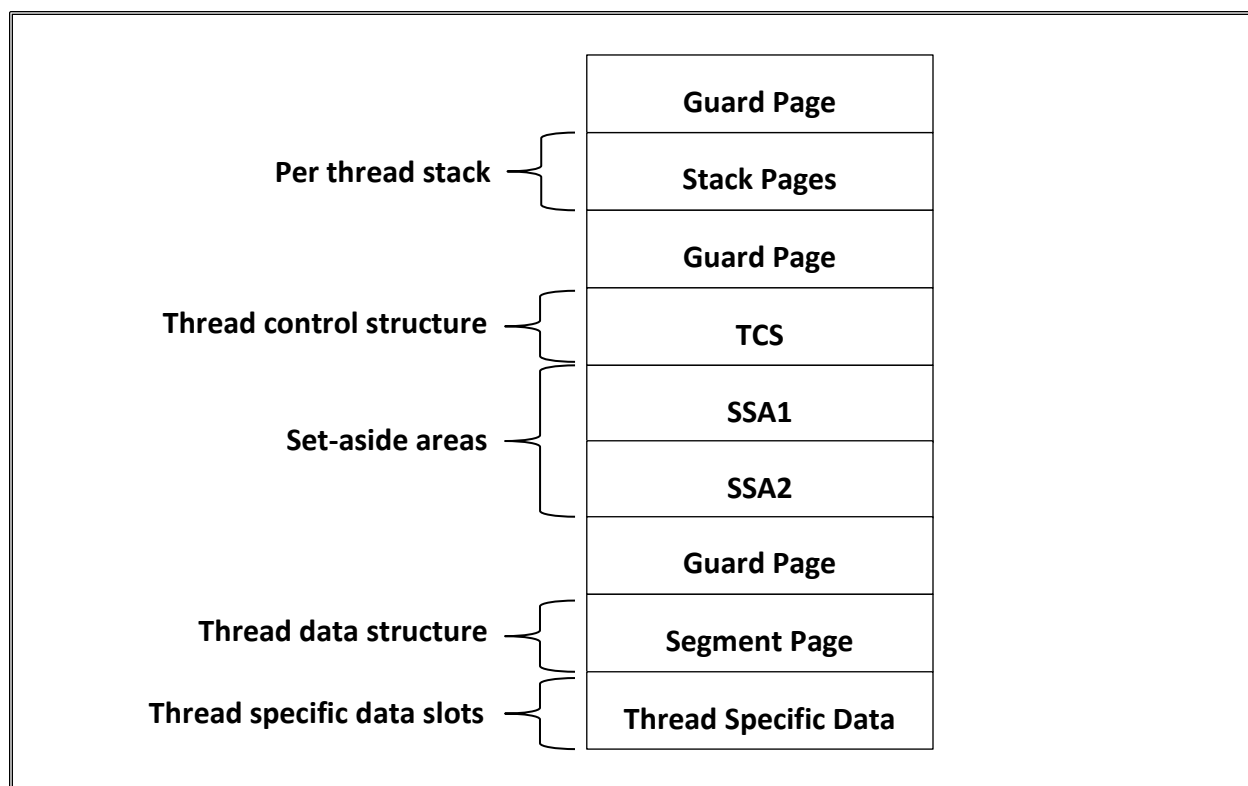 Guard Page
Per thread stack
Stack Pages
Guard Page
Thread control structure
TCS
SSA1
Set-aside areas
SSA2
Guard Page
Thread data structure
Segment Page
Thread specific data slots
Thread Specific Data